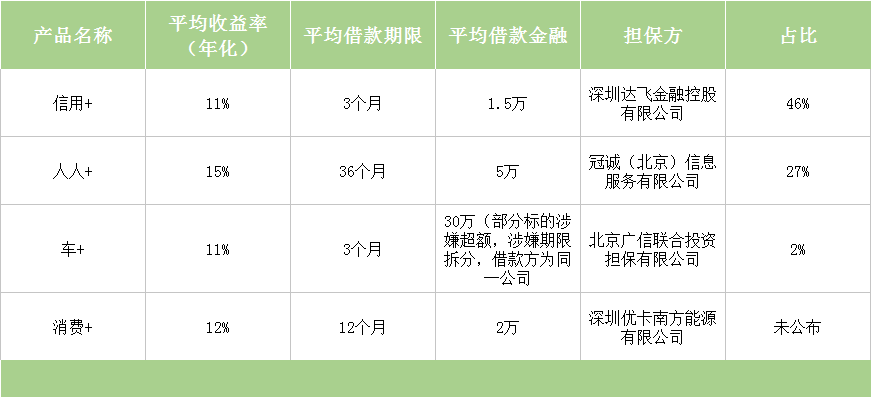 产品名称
平均收益率
（年化）
平均借款期限
平均借款金融
担保方
占比
信用+
11%
3个月
1.5万
深圳达飞金融控股
有限公司
46%
人人+
15%
36个月
5万
冠诚（北京）信息
服务有限公司
27%
车+
11%
3个月
30万（部分标的涉
嫌超额，涉嫌期限
拆分，借款方为同
一公司
北京广信联合投资
担保有限公司
2%
消费+
12%
12个月
2万
深圳优卡南方能源
有限公司
未公布